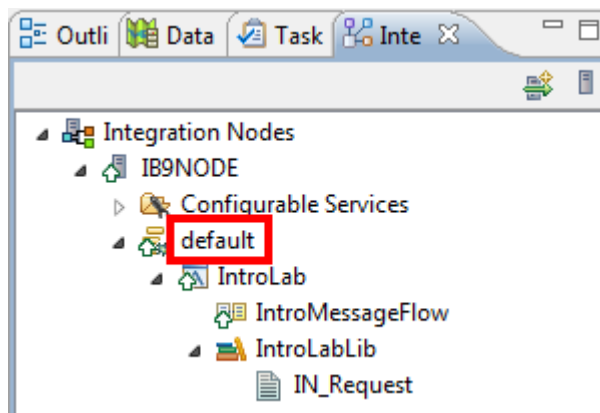 Outli Data Task Inte
Integration Nodes
IB9NODE
Configurable Services
default
IntroLab
IntroMessageFlow
IntroLabLib
IN_Request